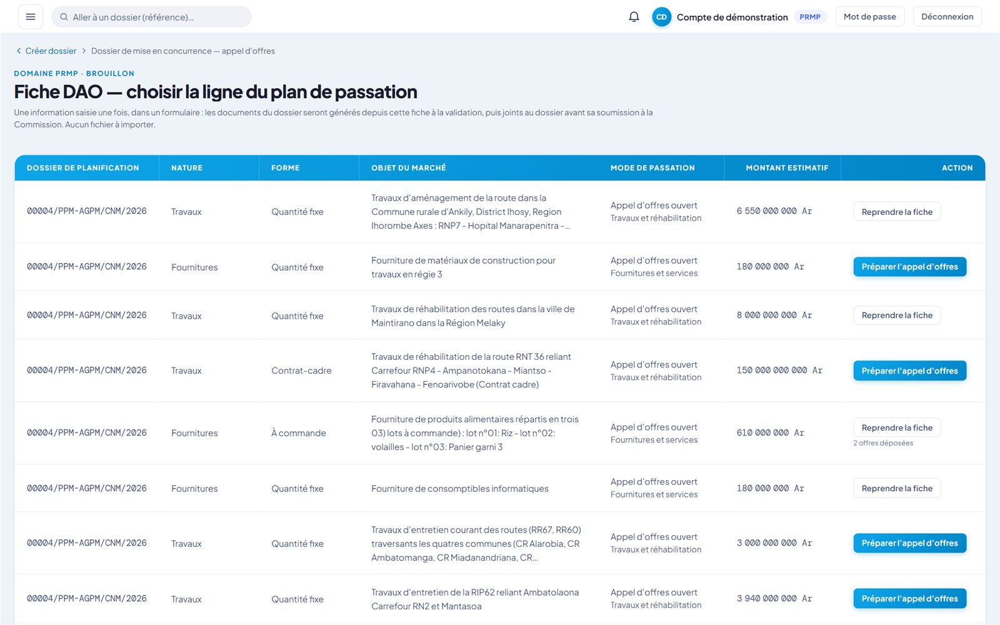 Aller à un dossier (référence)...
CD
Compte de démonstration
PRMP
Mot de passe
Déconnexion
Créer dossier
Dossier de mise en concurrence — appel d'offres
DOMAINE PRMP · BROUILLON
Fiche DAO — choisir la ligne du plan de passation
Une information saisie une fois, dans un formulaire : les documents du dossier seront générés depuis cette fiche à la validation, puis joints au dossier avant sa soumission à la
Commission. Aucun fichier à importer.
DOSSIER DE PLANIFICATION NATURE FORME OBJET DU MARCHÉ MODE DE PASSATION MONTANT ESTIMATIF ACTION
00004/PPM-AGPM/CNM/2026
Travaux
Quantité fixe
Travaux d'aménagement de la route dans la
Commune rurale d'Ankily, District Ihosy, Region
Ihorombe Axes : RNP7 - Hopital Manarapenitra -...
Appel d'offres ouvert
Travaux et réhabilitation
6 550 000 000 Ar
Reprendre la fiche
00004/PPM-AGPM/CNM/2026
Fournitures
Quantité fixe
Fourniture de matériaux de construction pour
travaux en régie 3
Appel d'offres ouvert
Fournitures et services
180 000 000 Ar
Préparer l’appel d’offres
00004/PPM-AGPM/CNM/2026
Travaux
Quantité fixe
Travaux de réhabilitation des routes dans la ville de
Maintirano dans la Région Melaky
Appel d'offres ouvert
Travaux et réhabilitation
8 000 000 000 Ar
Reprendre la fiche
00004/PPM-AGPM/CNM/2026
Travaux
Contrat-cadre
Travaux de réhabilitation de la route RNT 36 reliant
Carrefour RNP4 - Ampanotokana - Miantso -
Firavahana - Fenoarivobe (Contrat cadre)
Appel d'offres ouvert
Travaux et réhabilitation
150 000 000 000 Ar
Préparer l’appel d’offres
00004/PPM-AGPM/CNM/2026
Fournitures
À commande
Fourniture de produits alimentaires répartis en trois
03) lots à commande) : lot n°01: Riz - lot n°02:
volailles - lot n°03: Panier garni 3
Appel d'offres ouvert
Fournitures et services
610 000 000 Ar
Reprendre la fiche
2 offres déposées
00004/PPM-AGPM/CNM/2026
Fournitures
Quantité fixe
Fourniture de consomptibles informatiques
Appel d'offres ouvert
Fournitures et services
180 000 000 Ar
Reprendre la fiche
00004/PPM-AGPM/CNM/2026
Travaux
Quantité fixe
Travaux d'entretien courant des routes (RR67, RR60)
traversants les quatres communes (CR Alarobia, CR
Ambatomanga, CR Miadanandriana, CR...
Appel d'offres ouvert
Travaux et réhabilitation
3 000 000 000 Ar
Préparer l’appel d’offres
00004/PPM-AGPM/CNM/2026
Travaux
Quantité fixe
Travaux d'entretien de la RIP62 reliant Ambatolaona
Carrefour RN2 et Mantasoa
Appel d'offres ouvert
Travaux et réhabilitation
3 940 000 000 Ar
Préparer l’appel d’offres